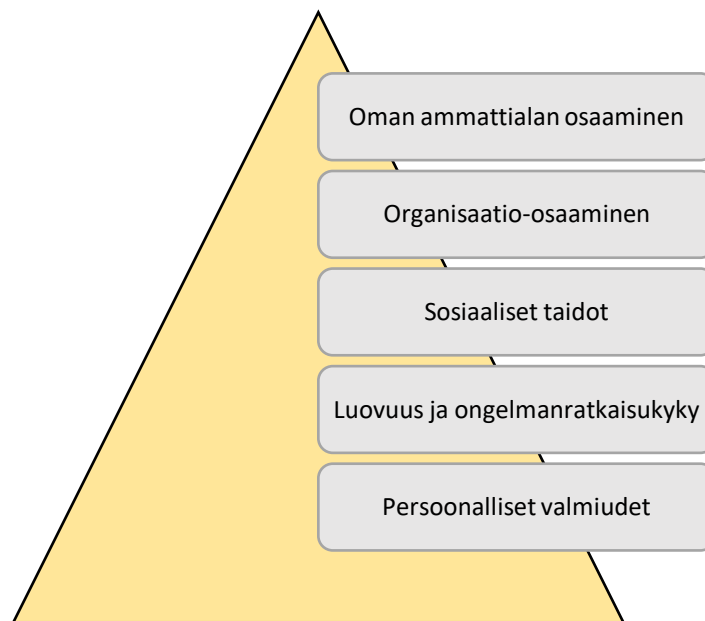 Oman ammattialan osaaminen
Organisaatio-osaaminen
Sosiaaliset taidot
Luovuus ja ongelmanratkaisukyky
Persoonalliset valmiudet